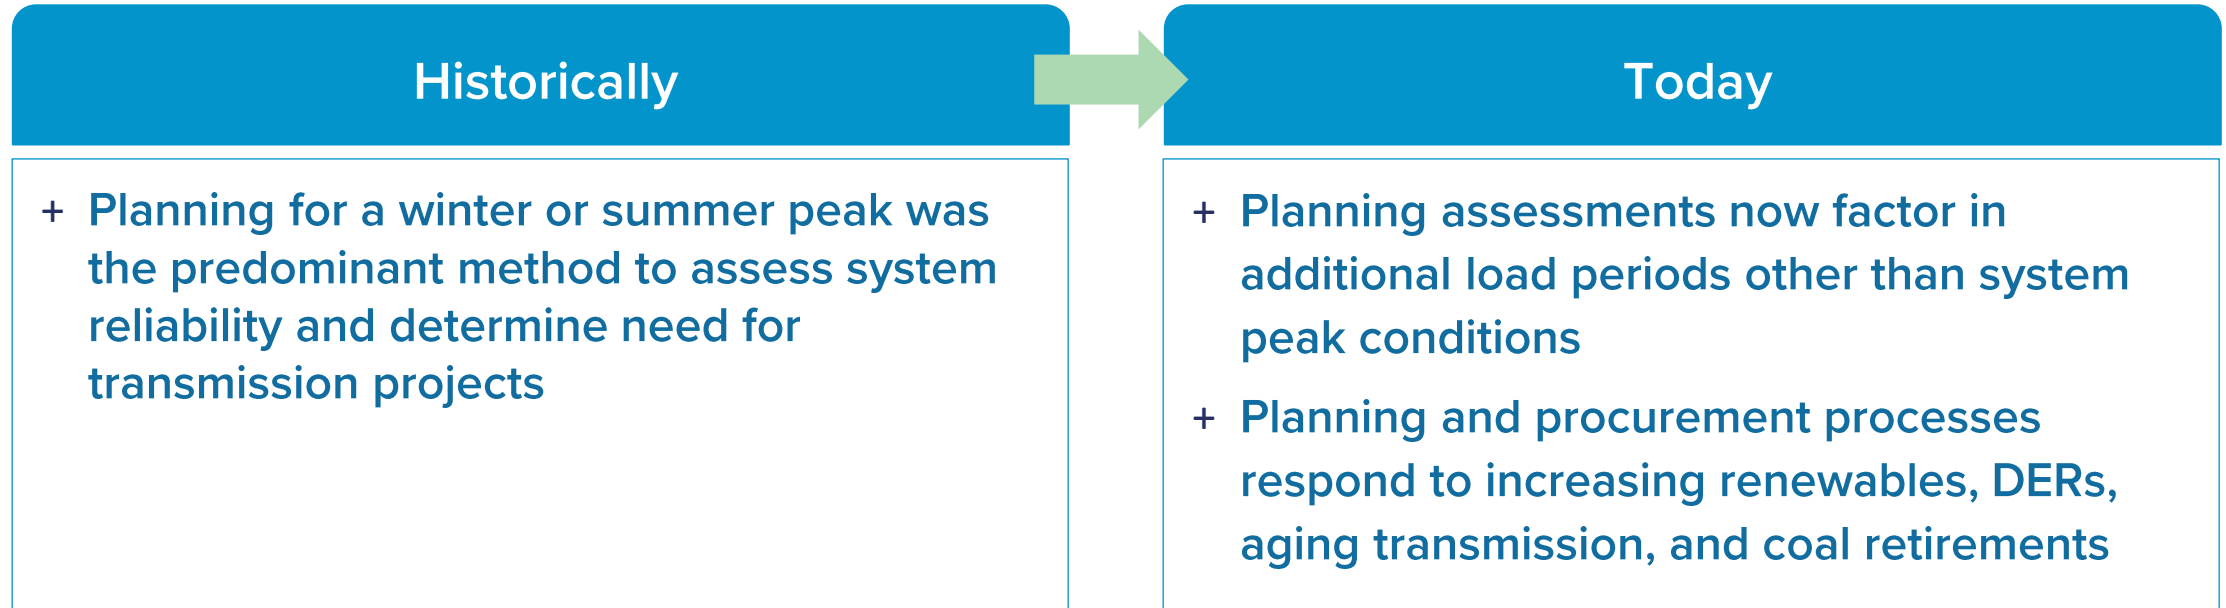 Historically
+ Planning for a winter or summer peak was
the predominant method to assess system
reliability and determine need for
transmission projects
Today
+ Planning assessments now factor in
additional load periods other than system
peak conditions
+ Planning and procurement processes
respond to increasing renewables, DERs,
aging transmission, and coal retirements